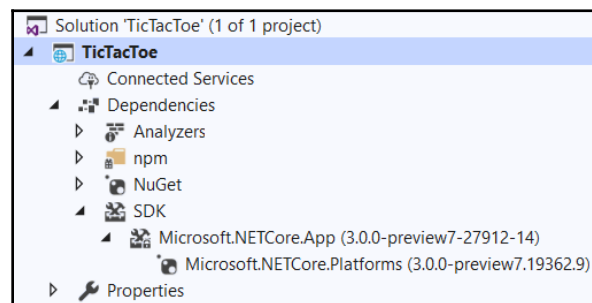 Solution 'TicTacToe' (1 of 1 project)
TicTacToe
Connected Services
Dependencies
Analyzers
npm
NuGet
SDK
Microsoft.NETCore.App (3.0.0-preview7-27912-14)
Microsoft.NETCore.Platforms (3.0.0-preview7.19362.9)
Properties